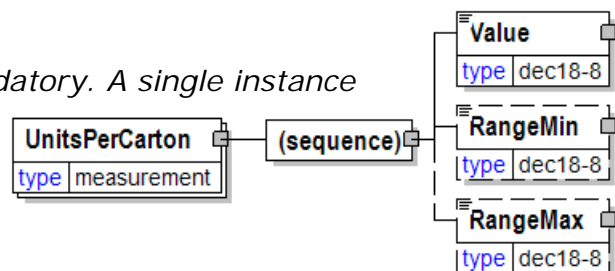 Value
type dec18-8
datory. A single instance
RangeMin
type dec18-8
UnitsPerCarton
type measurement
(sequence)
RangeMax
type dec18-8